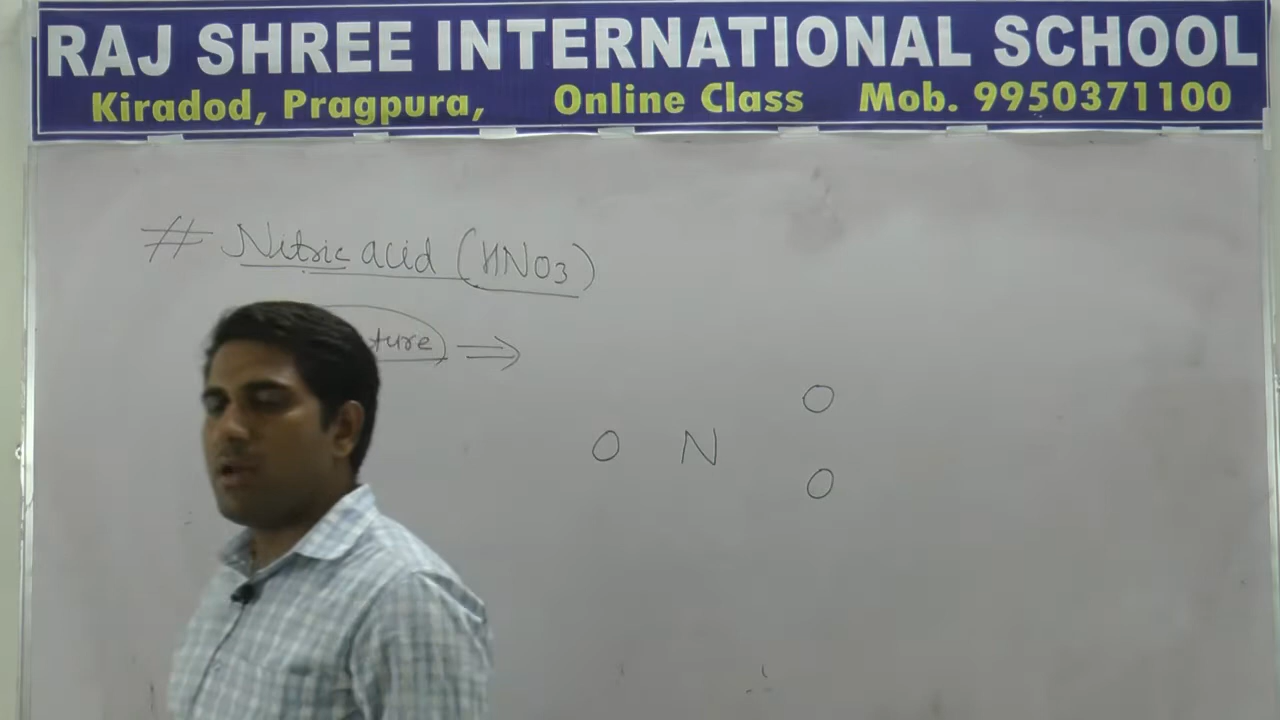 RAJ SHREE INTERNATIONAL SCHOOL
Kiradod, Pragpura, Online Class Mob. 9950371100
# Nitric acid (HNO3)
ture ⇒
O
O N
O